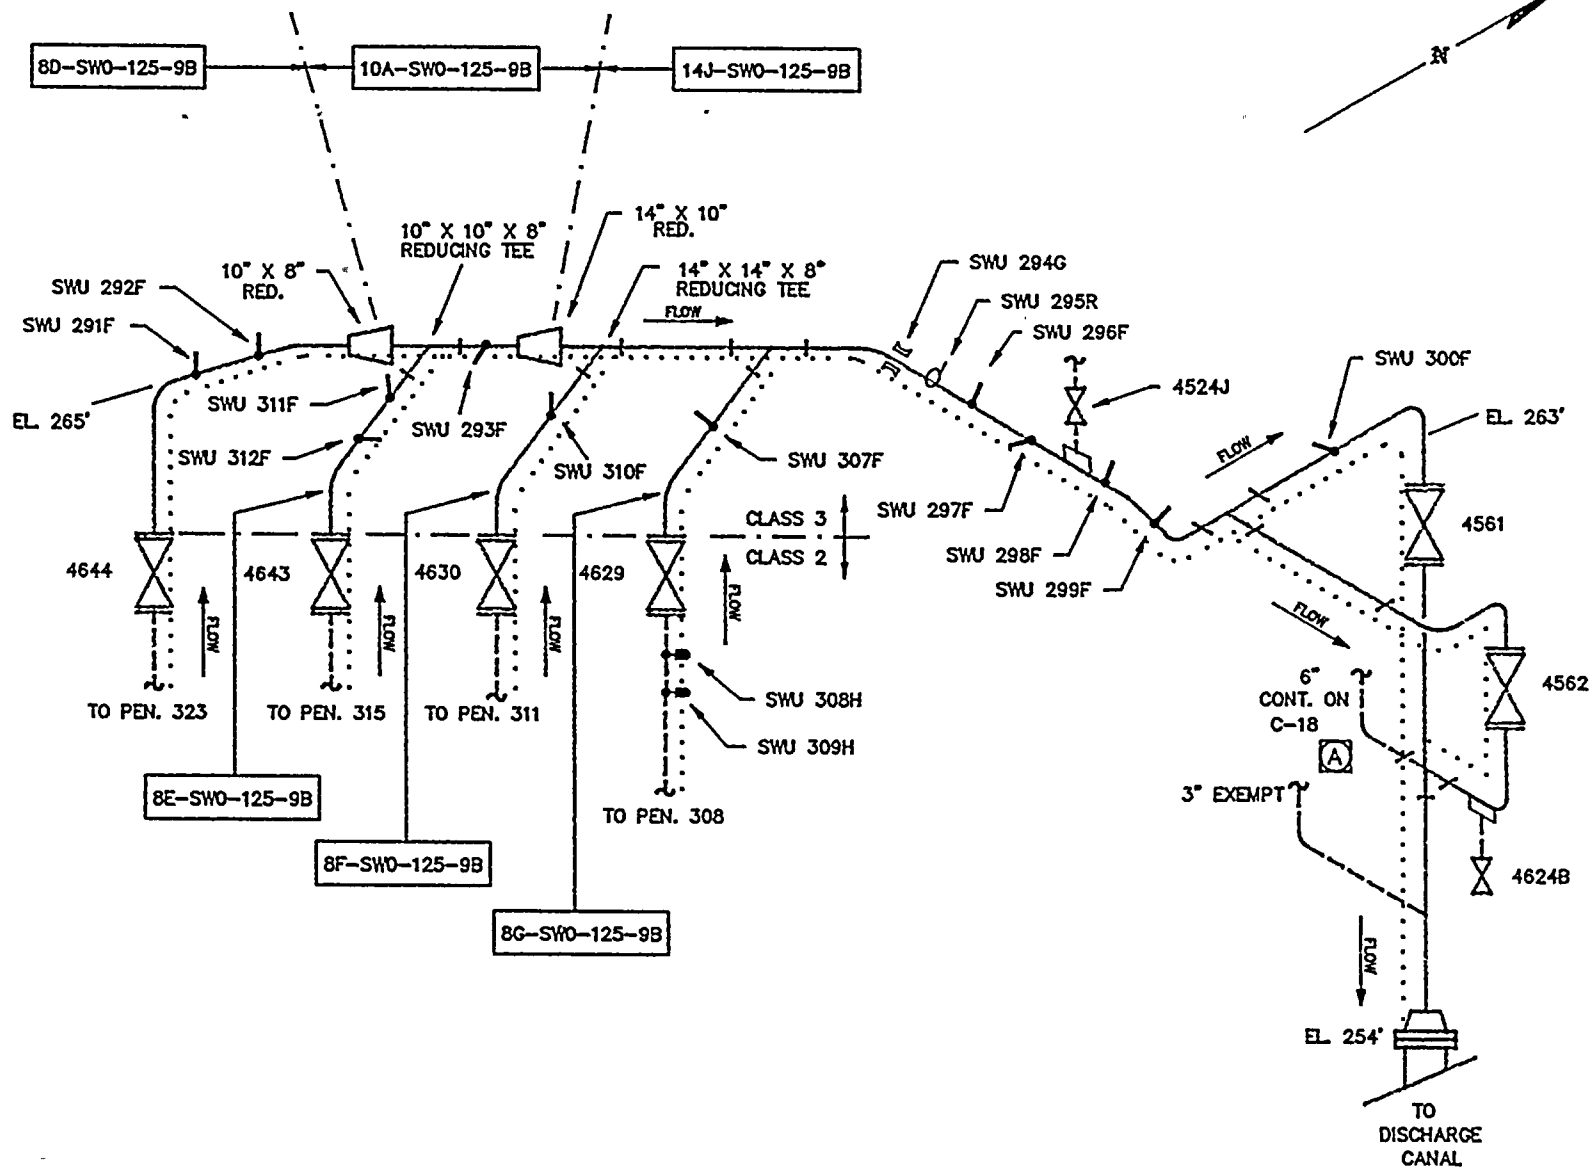 N
8D-SWO-125-9B
10A-SWO-125-9B
14J-SWO-125-9B
10" X 10" X 8"
REDUCING TEE
14" X 10"
RED.
10" X 8"
RED.
14" X 14" X 8"
REDUCING TEE
FLOW
SWU 292F
SWU 291F
SWU 294G
SWU 295R
SWU 296F
SWU 300F
4524J
EL. 265'
SWU 311F
SWU 293F
SWU 312F
SWU 310F
SWU 307F
EL. 263'
FLOW
SWU 297F
CLASS 3
CLASS 2
4561
SWU 298F
SWU 299F
4644
4643
4630
4629
FLOW
FLOW
FLOW
FLOW
FLOW
TO PEN. 323
TO PEN. 315
TO PEN. 311
SWU 308H
SWU 309H
TO PEN. 308
6"
CONT. ON
C-18
A
4562
3" EXEMPT
8E-SWO-125-9B
8F-SWO-125-9B
8G-SWO-125-9B
4624B
FLOW
EL. 254'
TO
DISCHARGE
CANAL